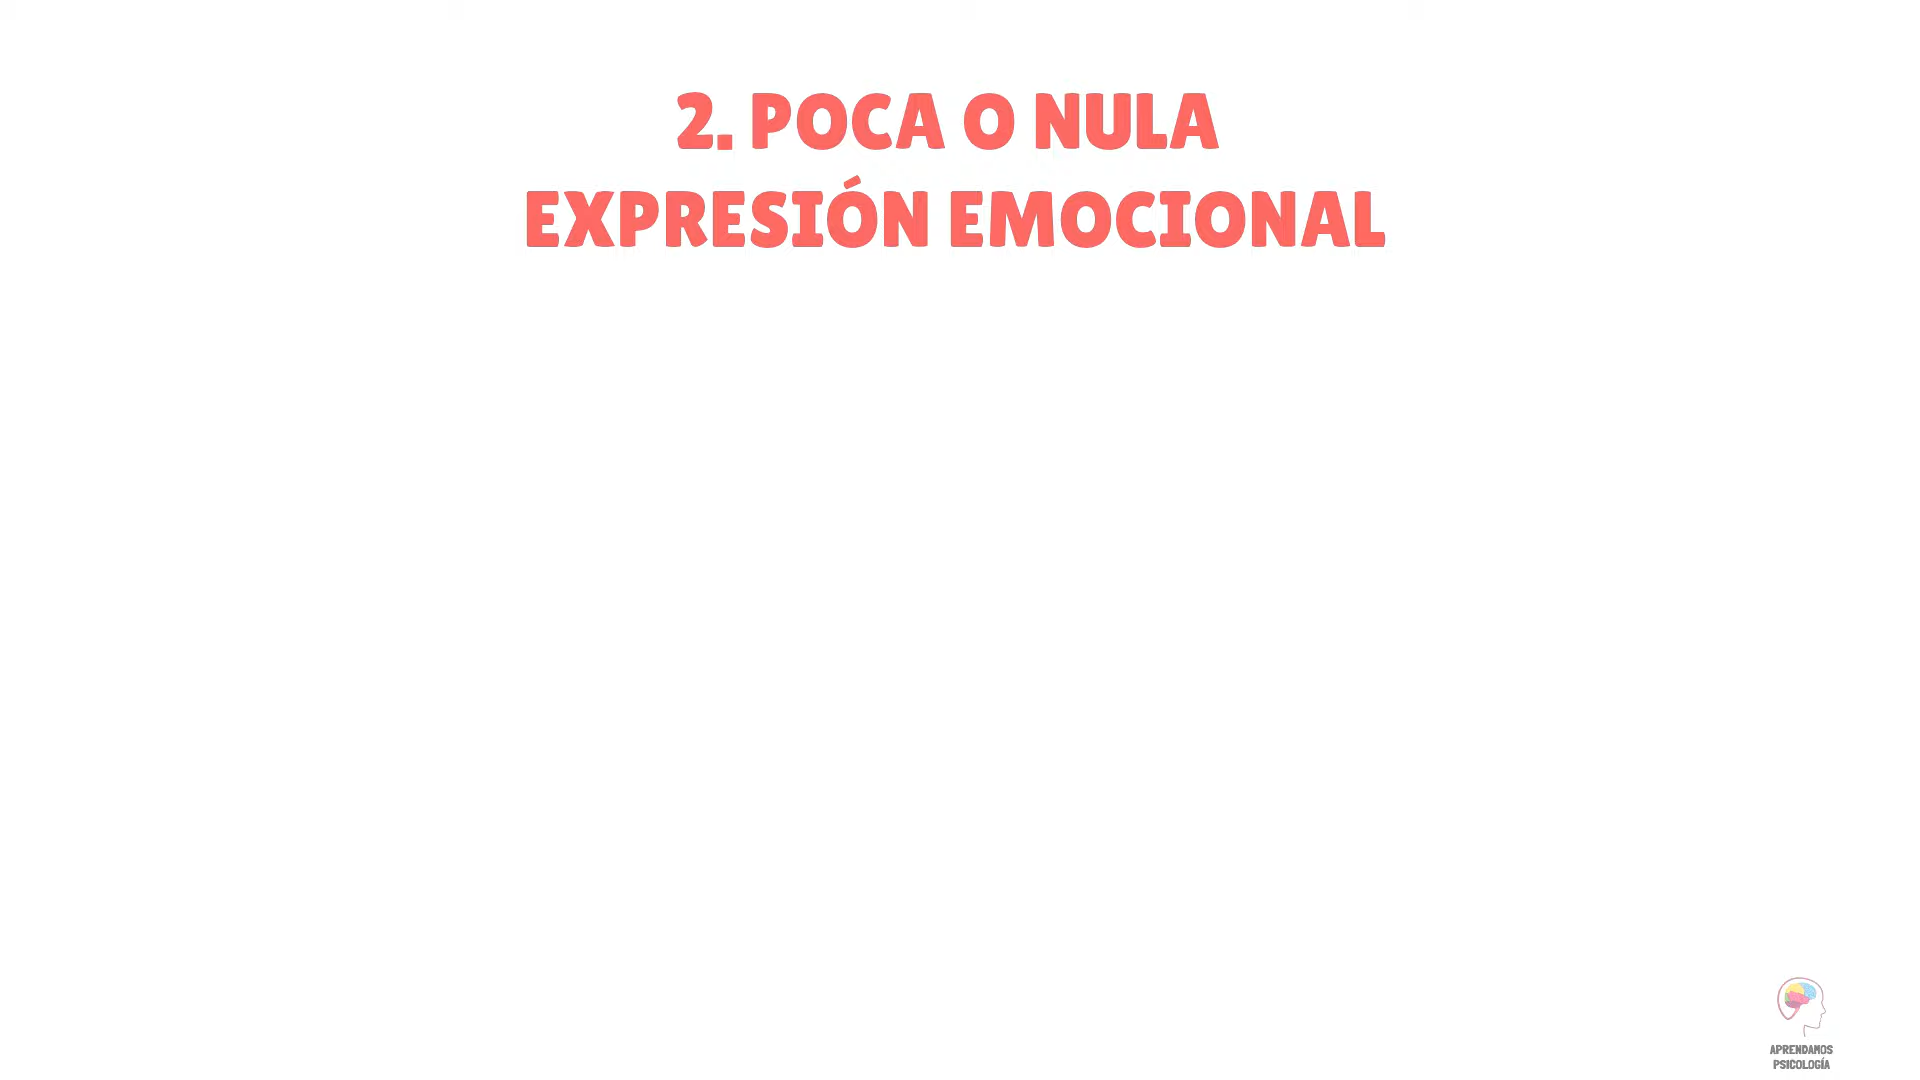 2. POCA O NULA
EXPRESIÓN EMOCIONAL
APRENDAMOS
PSICOLOGÍA